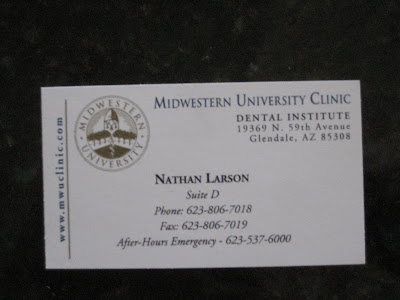 MIDWESTERN UNIVERSITY
MIDWESTERN UNIVERSITY CLINIC
DENTAL INSTITUTE
19369 N. 59th Avenue
Glendale, AZ 85308
www.mwuclinic.com
NATHAN LARSON
Suite D
Phone: 623-806-7018
Fax: 623-806-7019
After-Hours Emergency - 623-537-6000